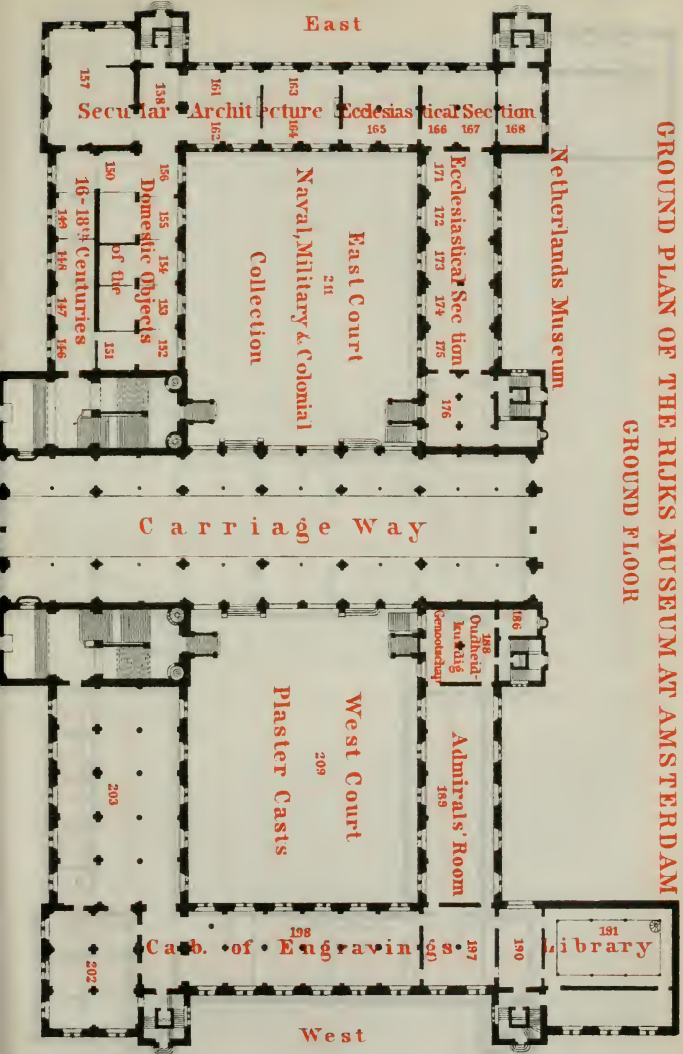 GROUND PLAN OF THE RIJKS MUSEUM AT AMSTERDAM
GROUND FLOOR
East
Netherlands Museum
157
158
161
163
Secular Architecture
Ecclesiastical Section
162
164
165
166
167
168
150
156
155
154
153
152
151
149
148
147
146
Domestic Objects
of the
16-18th Centuries
East Court
211
Naval, Military & Colonial
Collection
Ecclesiastical Section
171
172
173
174
175
176
Carriage Way
186
188
Oudheid-
kundig
Genootschap
Admirals' Room
189
West Court
209
Plaster Casts
203
202
Cab. of Engravings
198
197
190
Library
191
West